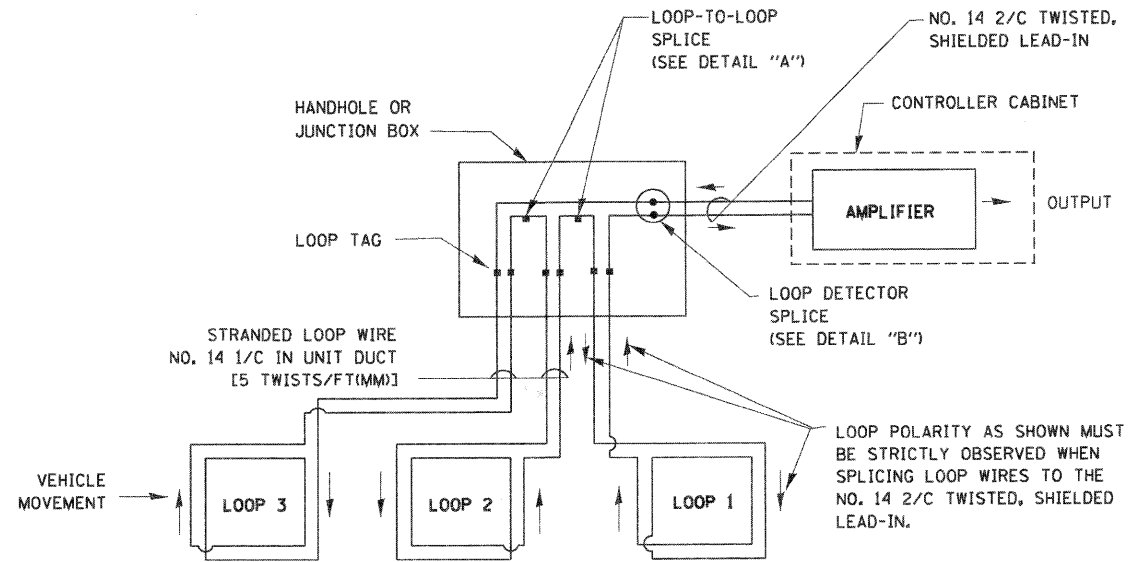 LOOP-TO-LOOP
SPLICE
(SEE DETAIL "A")
NO. 14 2/C TWISTED,
SHIELDED LEAD-IN
HANDHOLE OR
JUNCTION BOX
CONTROLLER CABINET
AMPLIFIER
OUTPUT
LOOP TAG
LOOP DETECTOR
SPLICE
(SEE DETAIL "B")
STRANDED LOOP WIRE
NO. 14 1/C IN UNIT DUCT
[5 TWISTS/FT(MM)]
LOOP POLARITY AS SHOWN MUST
BE STRICTLY OBSERVED WHEN
SPLICING LOOP WIRES TO THE
NO. 14 2/C TWISTED, SHIELDED
LEAD-IN.
VEHICLE
MOVEMENT
LOOP 3
LOOP 2
LOOP 1